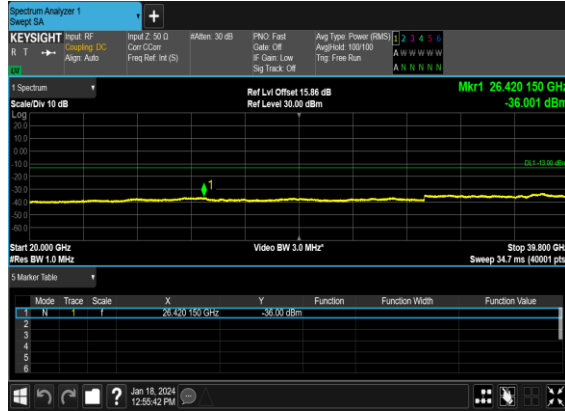 Spectrum Analyzer 1
Swept SA
+
KEYSIGHT Input: RF Input Z: 50 Ω #Atten: 30 dB PNO: Fast Avg Type: Power (RMS) 1 2 3 4 5 6
R T Coupling: DC Corr CCorr Gate: Off Avg|Hold: 100/100 A W W W W W
Align: Auto Freq Ref: Int (S) IF Gain: Low Trig: Free Run
Sig Track: Off A N N N N N
1 Spectrum Ref Lvl Offset 15.86 dB Mkr1 26.420 150 GHz
Scale/Div 10 dB Ref Level 30.00 dBm -36.001 dBm
Log
20.0
10.0
0.00
DL1 -13.00 dBm
-10.0
-20.0
-30.0
1
-40.0
-50.0
-60.0
Start 20.000 GHz Video BW 3.0 MHz* Stop 39.800 GHz
#Res BW 1.0 MHz Sweep 34.7 ms (40001 pts)
5 Marker Table
Mode Trace Scale X Y Function Function Width Function Value
1 N 1 f 26.420 150 GHz -36.00 dBm
2
3
4
5
6
? Jan 18, 2024
12:55:42 PM